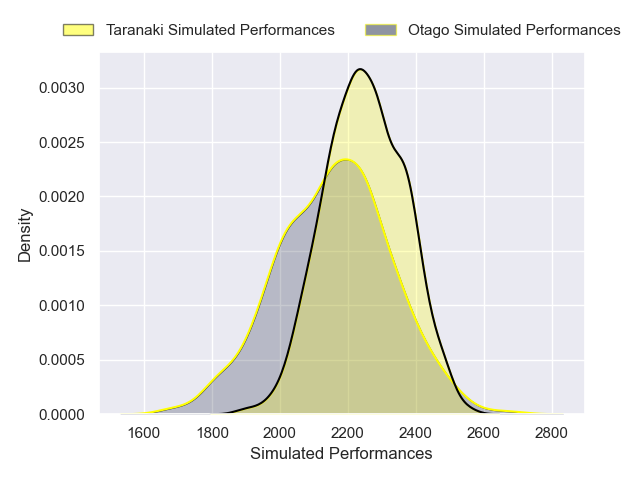 Taranaki Simulated Performances
Otago Simulated Performances
0.0030
0.0025
0.0020
0.0015
0.0010
0.0005
0.0000
Density
1600 1800 2000 2200 2400 2600 2800
Simulated Performances